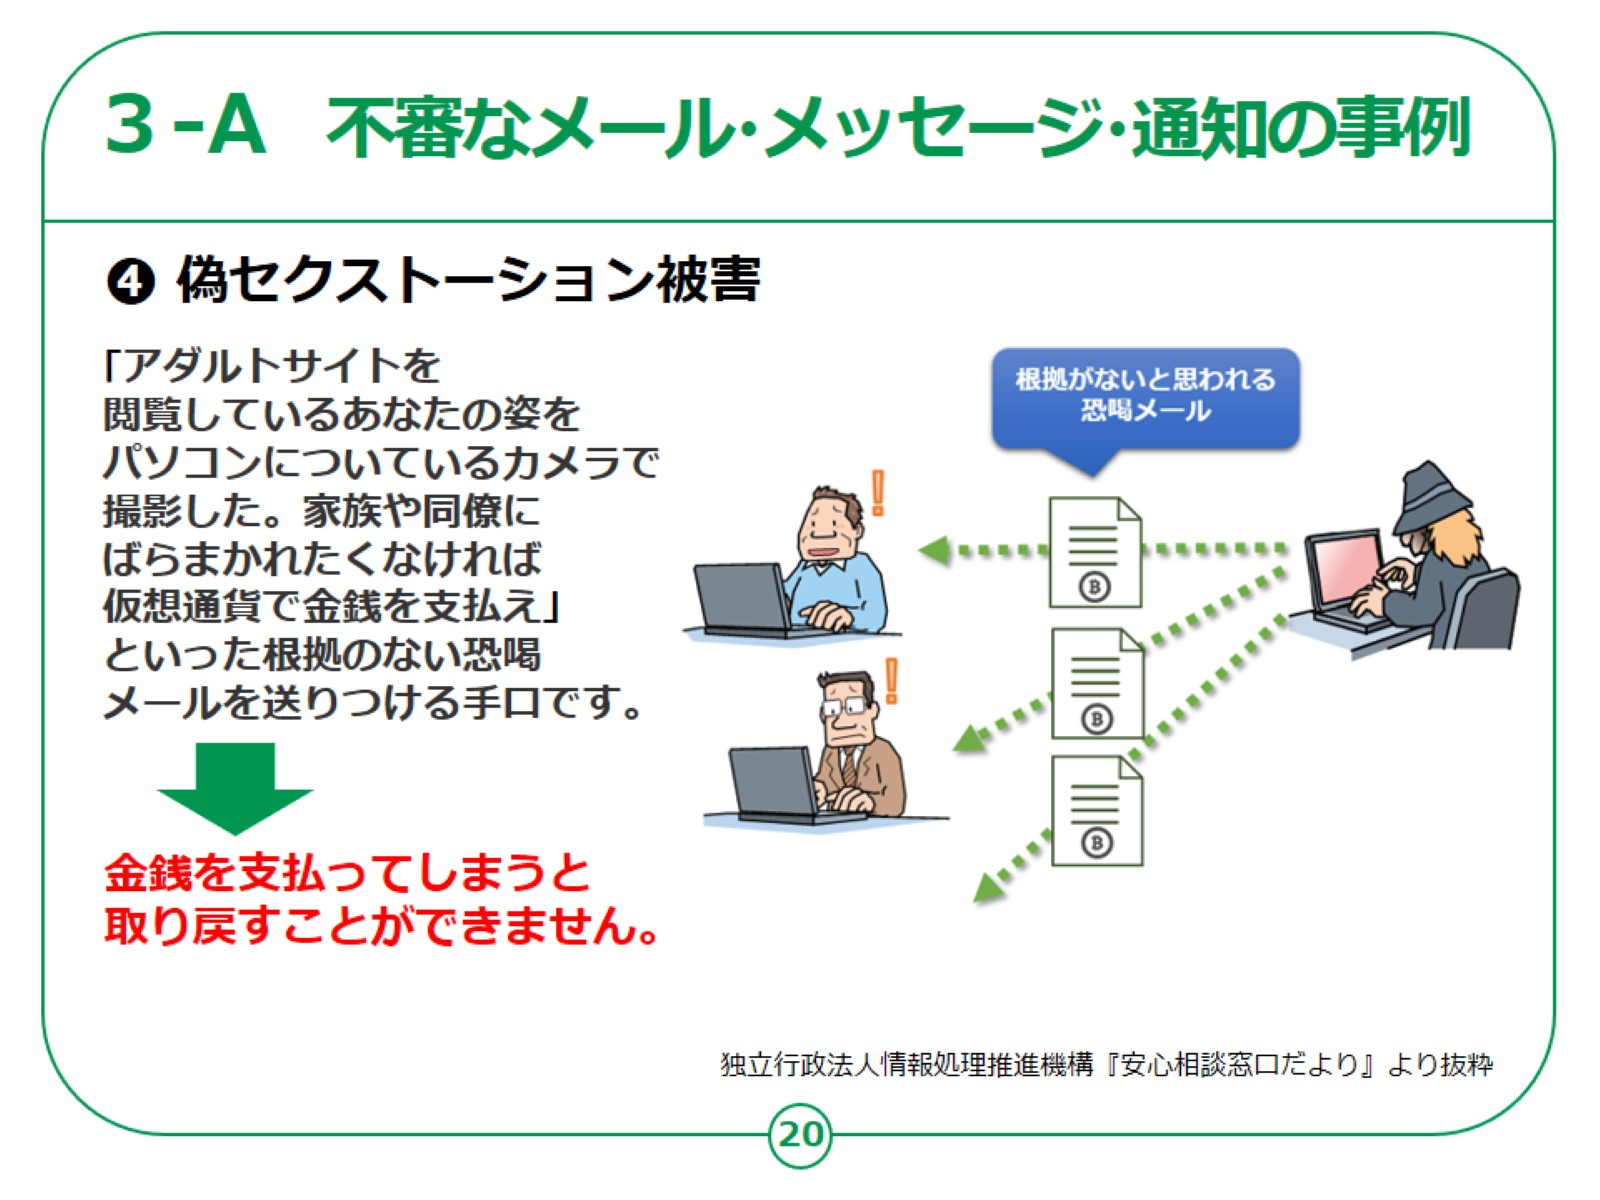 ３-A　不審なメール･メッセージ･通知の事例
❹ 偽セクストーション被害
｢アダルトサイトを
閲覧しているあなたの姿を
パソコンについているカメラで
撮影した。家族や同僚に
ばらまかれたくなければ
仮想通貨で金銭を支払え｣
といった根拠のない恐喝
メールを送りつける手口です。
金銭を支払ってしまうと
取り戻すことができません。
根拠がないと思われる
恐喝メール
!
!
B
B
B
独立行政法人情報処理推進機構『安心相談窓口だより』より抜粋
20